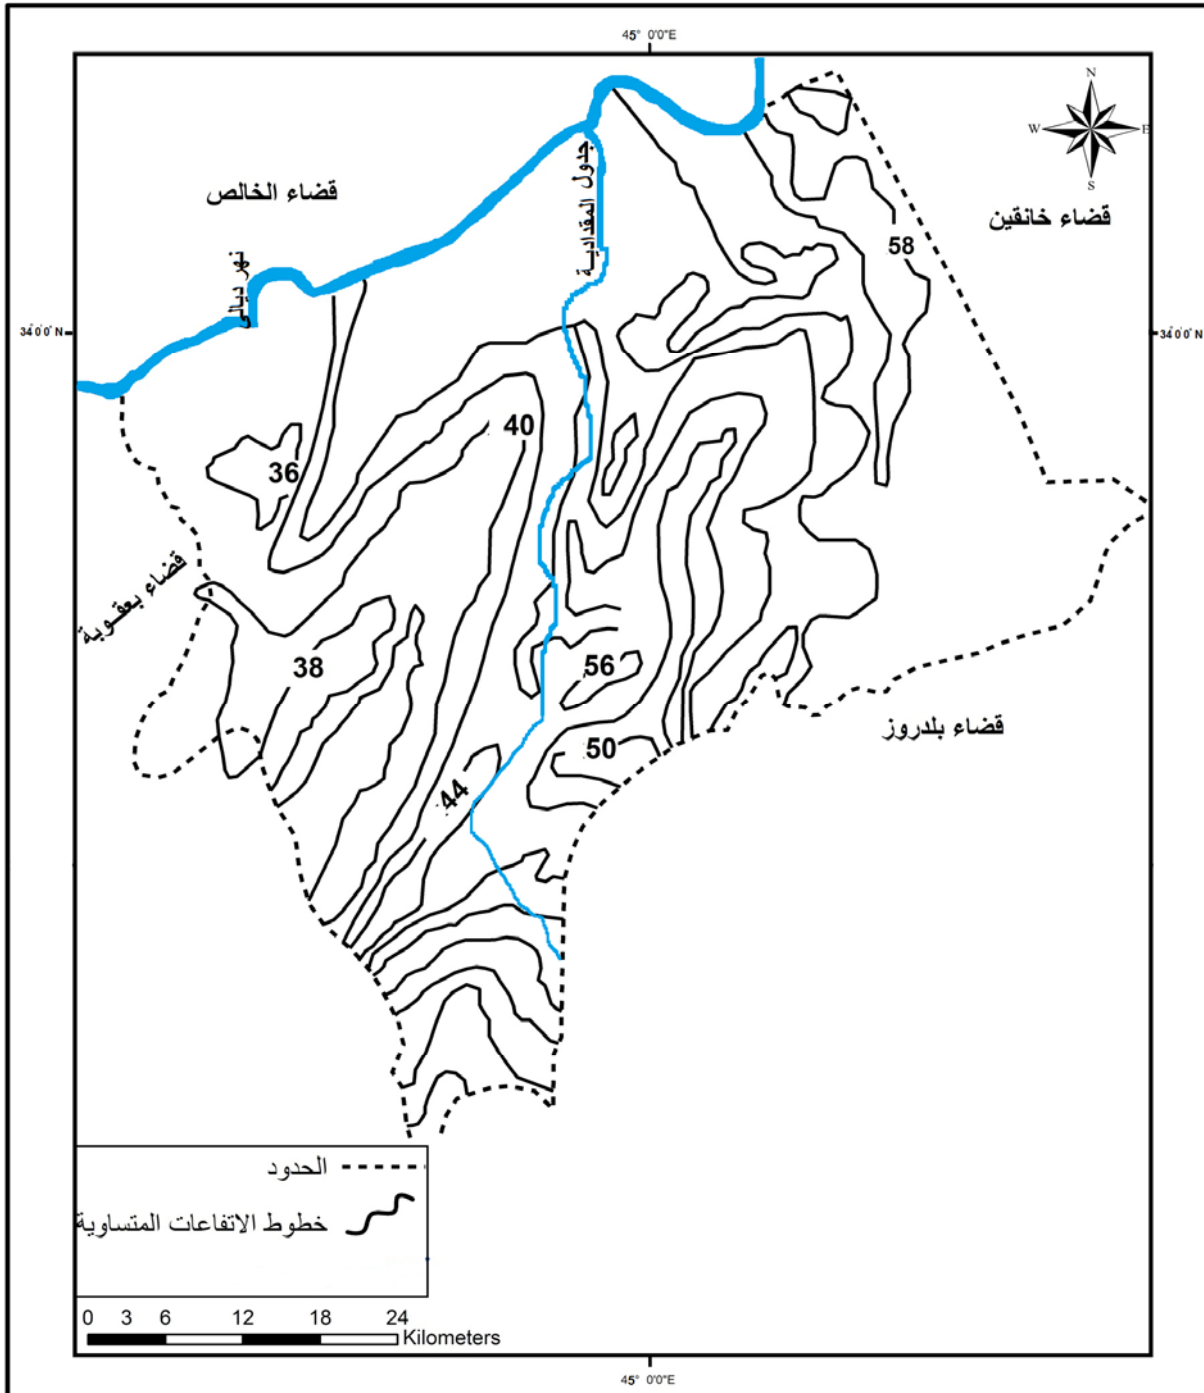 45° 0'0"E
N
W
E
S
قضاء الخالص
جدول المقدادية
قضاء خانقين
نهر ديالى
58
34°0'0"N
34°0'0"N
40
36
قضاء بعقوبة
38
56
قضاء بلدروز
50
44
الحدود
خطوط الاتفاعات المتساوية
0 3 6 12 18 24
Kilometers
45° 0'0"E